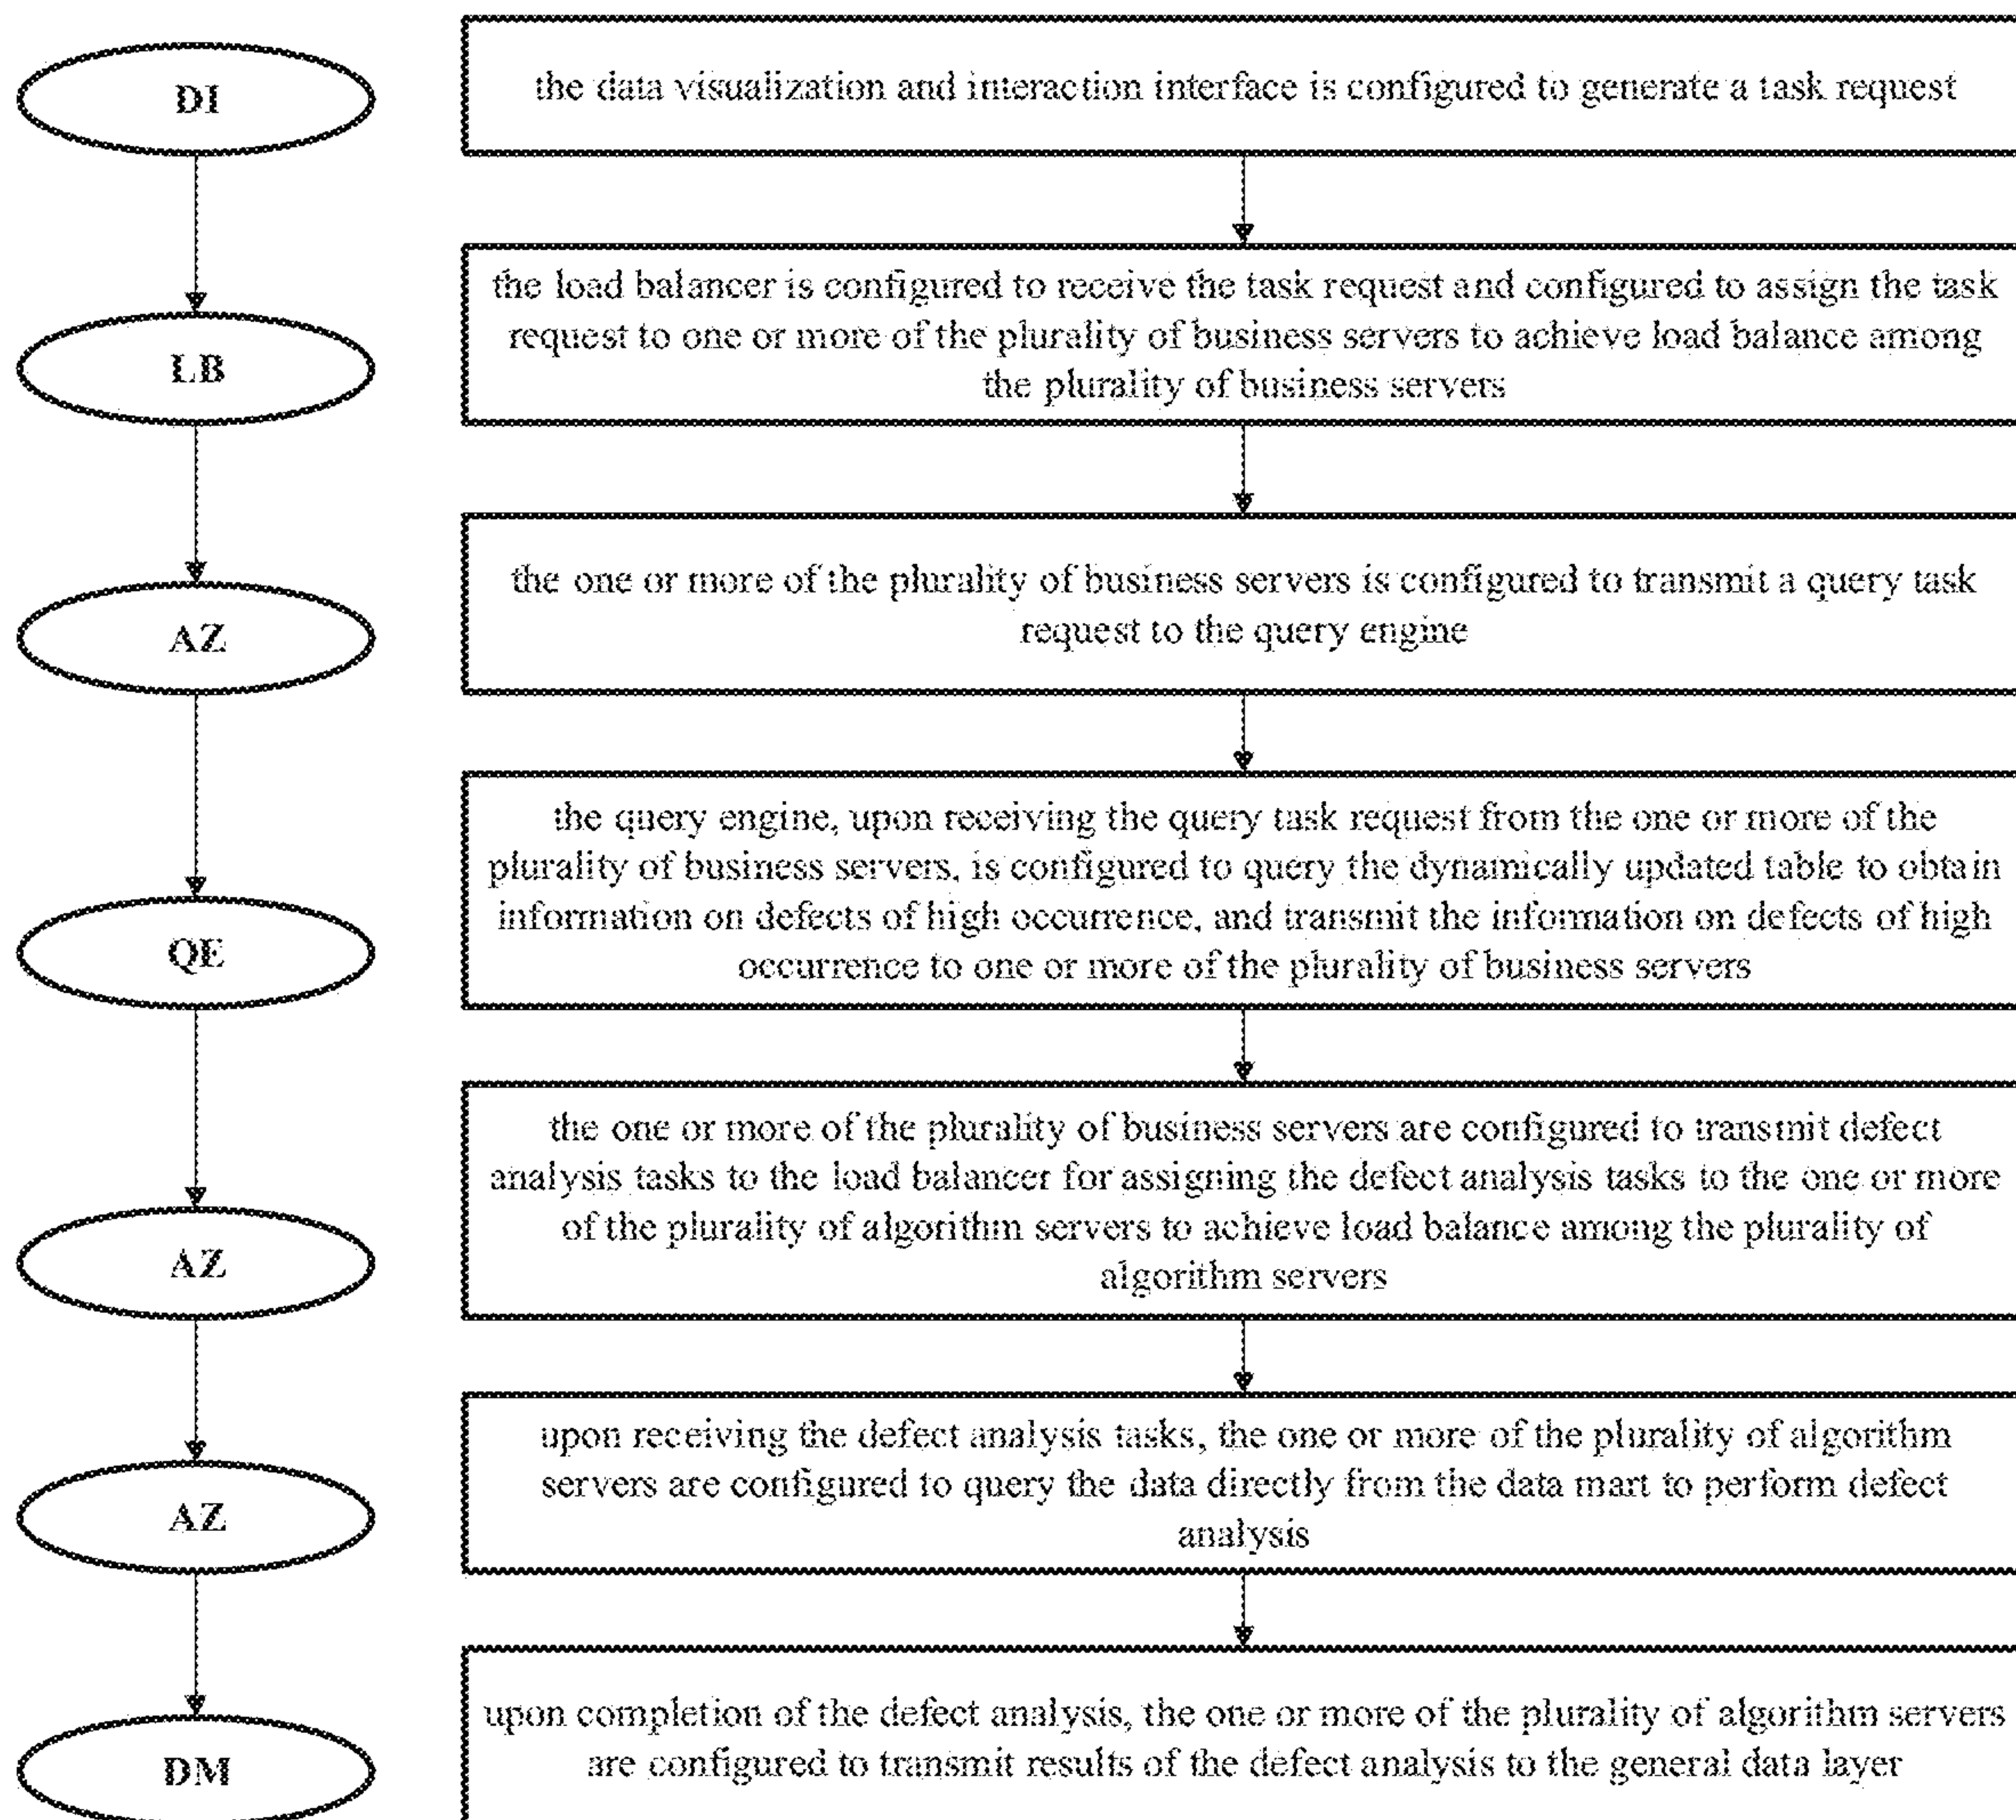 DI
the data visualization and interaction interface is configured to generate a task request
LB
the load balancer is configured to receive the task request and configured to assign the task
request to one or more of the plurality of business servers to achieve load balance among
the plurality of business servers
AZ
the one or more of the plurality of business servers is configured to transmit a query task
request to the query engine
QE
the query engine, upon receiving the query task request from the one or more of the
plurality of business servers, is configured to query the dynamically updated table to obtain
information on defects of high occurrence, and transmit the information on defects of high
occurrence to one or more of the plurality of business servers
AZ
the one or more of the plurality of business servers are configured to transmit defect
analysis tasks to the load balancer for assigning the defect analysis tasks to the one or more
of the plurality of algorithm servers to achieve load balance among the plurality of
algorithm servers
AZ
upon receiving the defect analysis tasks, the one or more of the plurality of algorithm
servers are configured to query the data directly from the data mart to perform defect
analysis
DM
upon completion of the defect analysis, the one or more of the plurality of algorithm servers
are configured to transmit results of the defect analysis to the general data layer